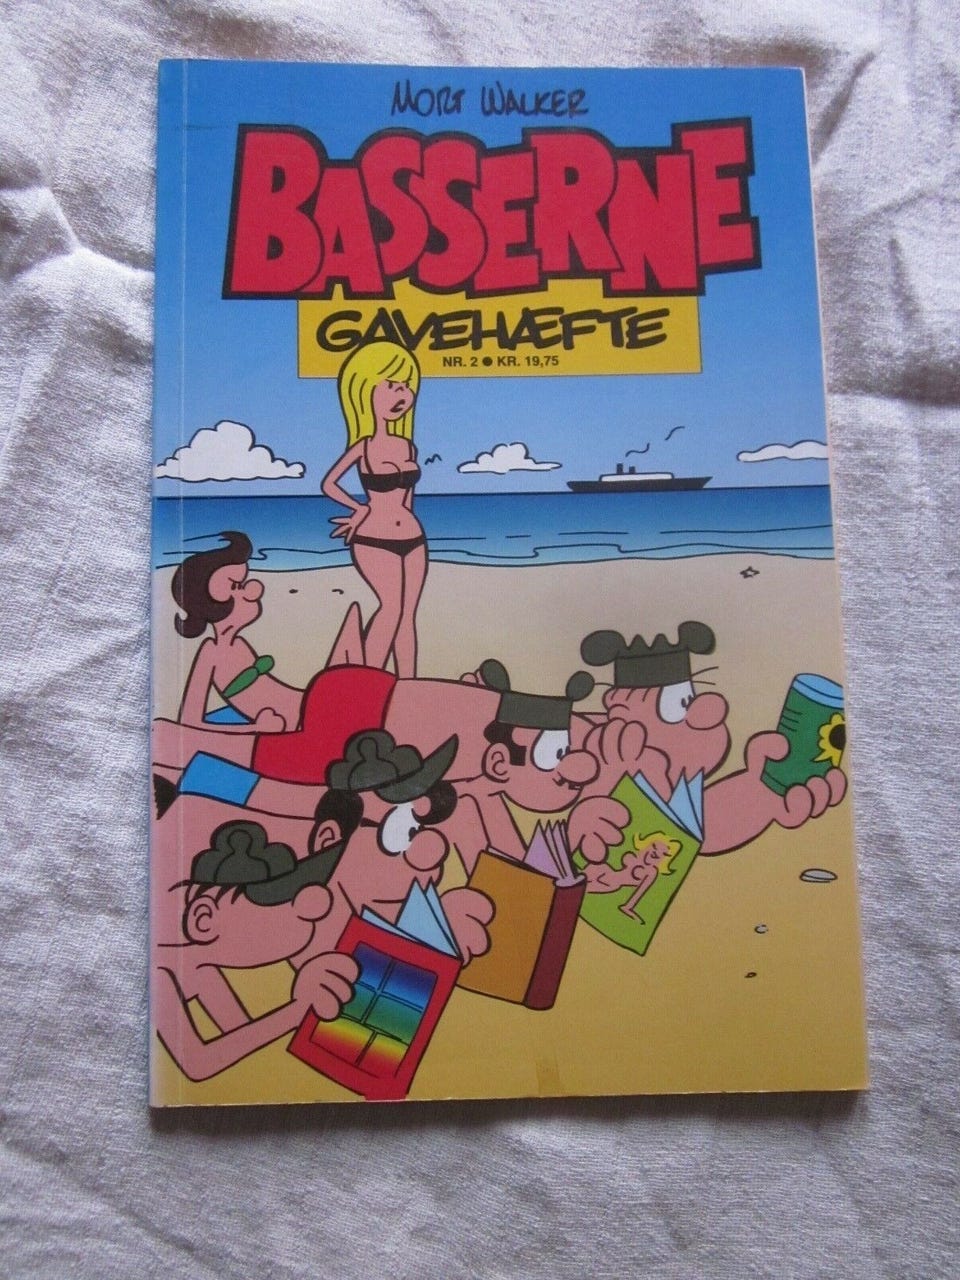 MORT WALKER
BASSERNE
GAVEHÆFTE
NR. 2 ● KR. 19,75